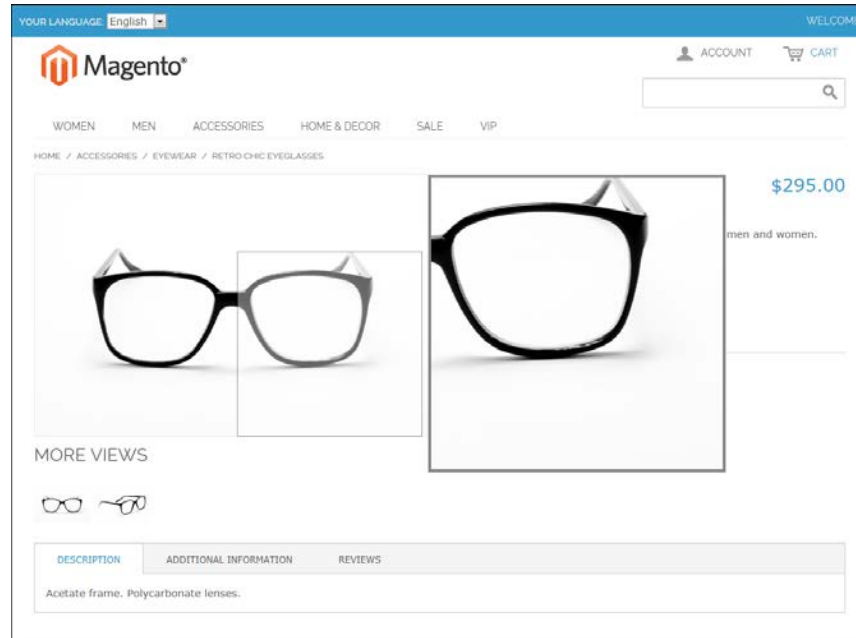 YOUR LANGUAGE: English
WELCOME
Magento®
ACCOUNT
CART
WOMEN MEN ACCESSORIES HOME & DECOR SALE VIP
HOME / ACCESSORIES / EYEWEAR / RETRO CHIC EYEGLASSES
$295.00
men and women.
MORE VIEWS
DESCRIPTION ADDITIONAL INFORMATION REVIEWS
Acetate frame. Polycarbonate lenses.